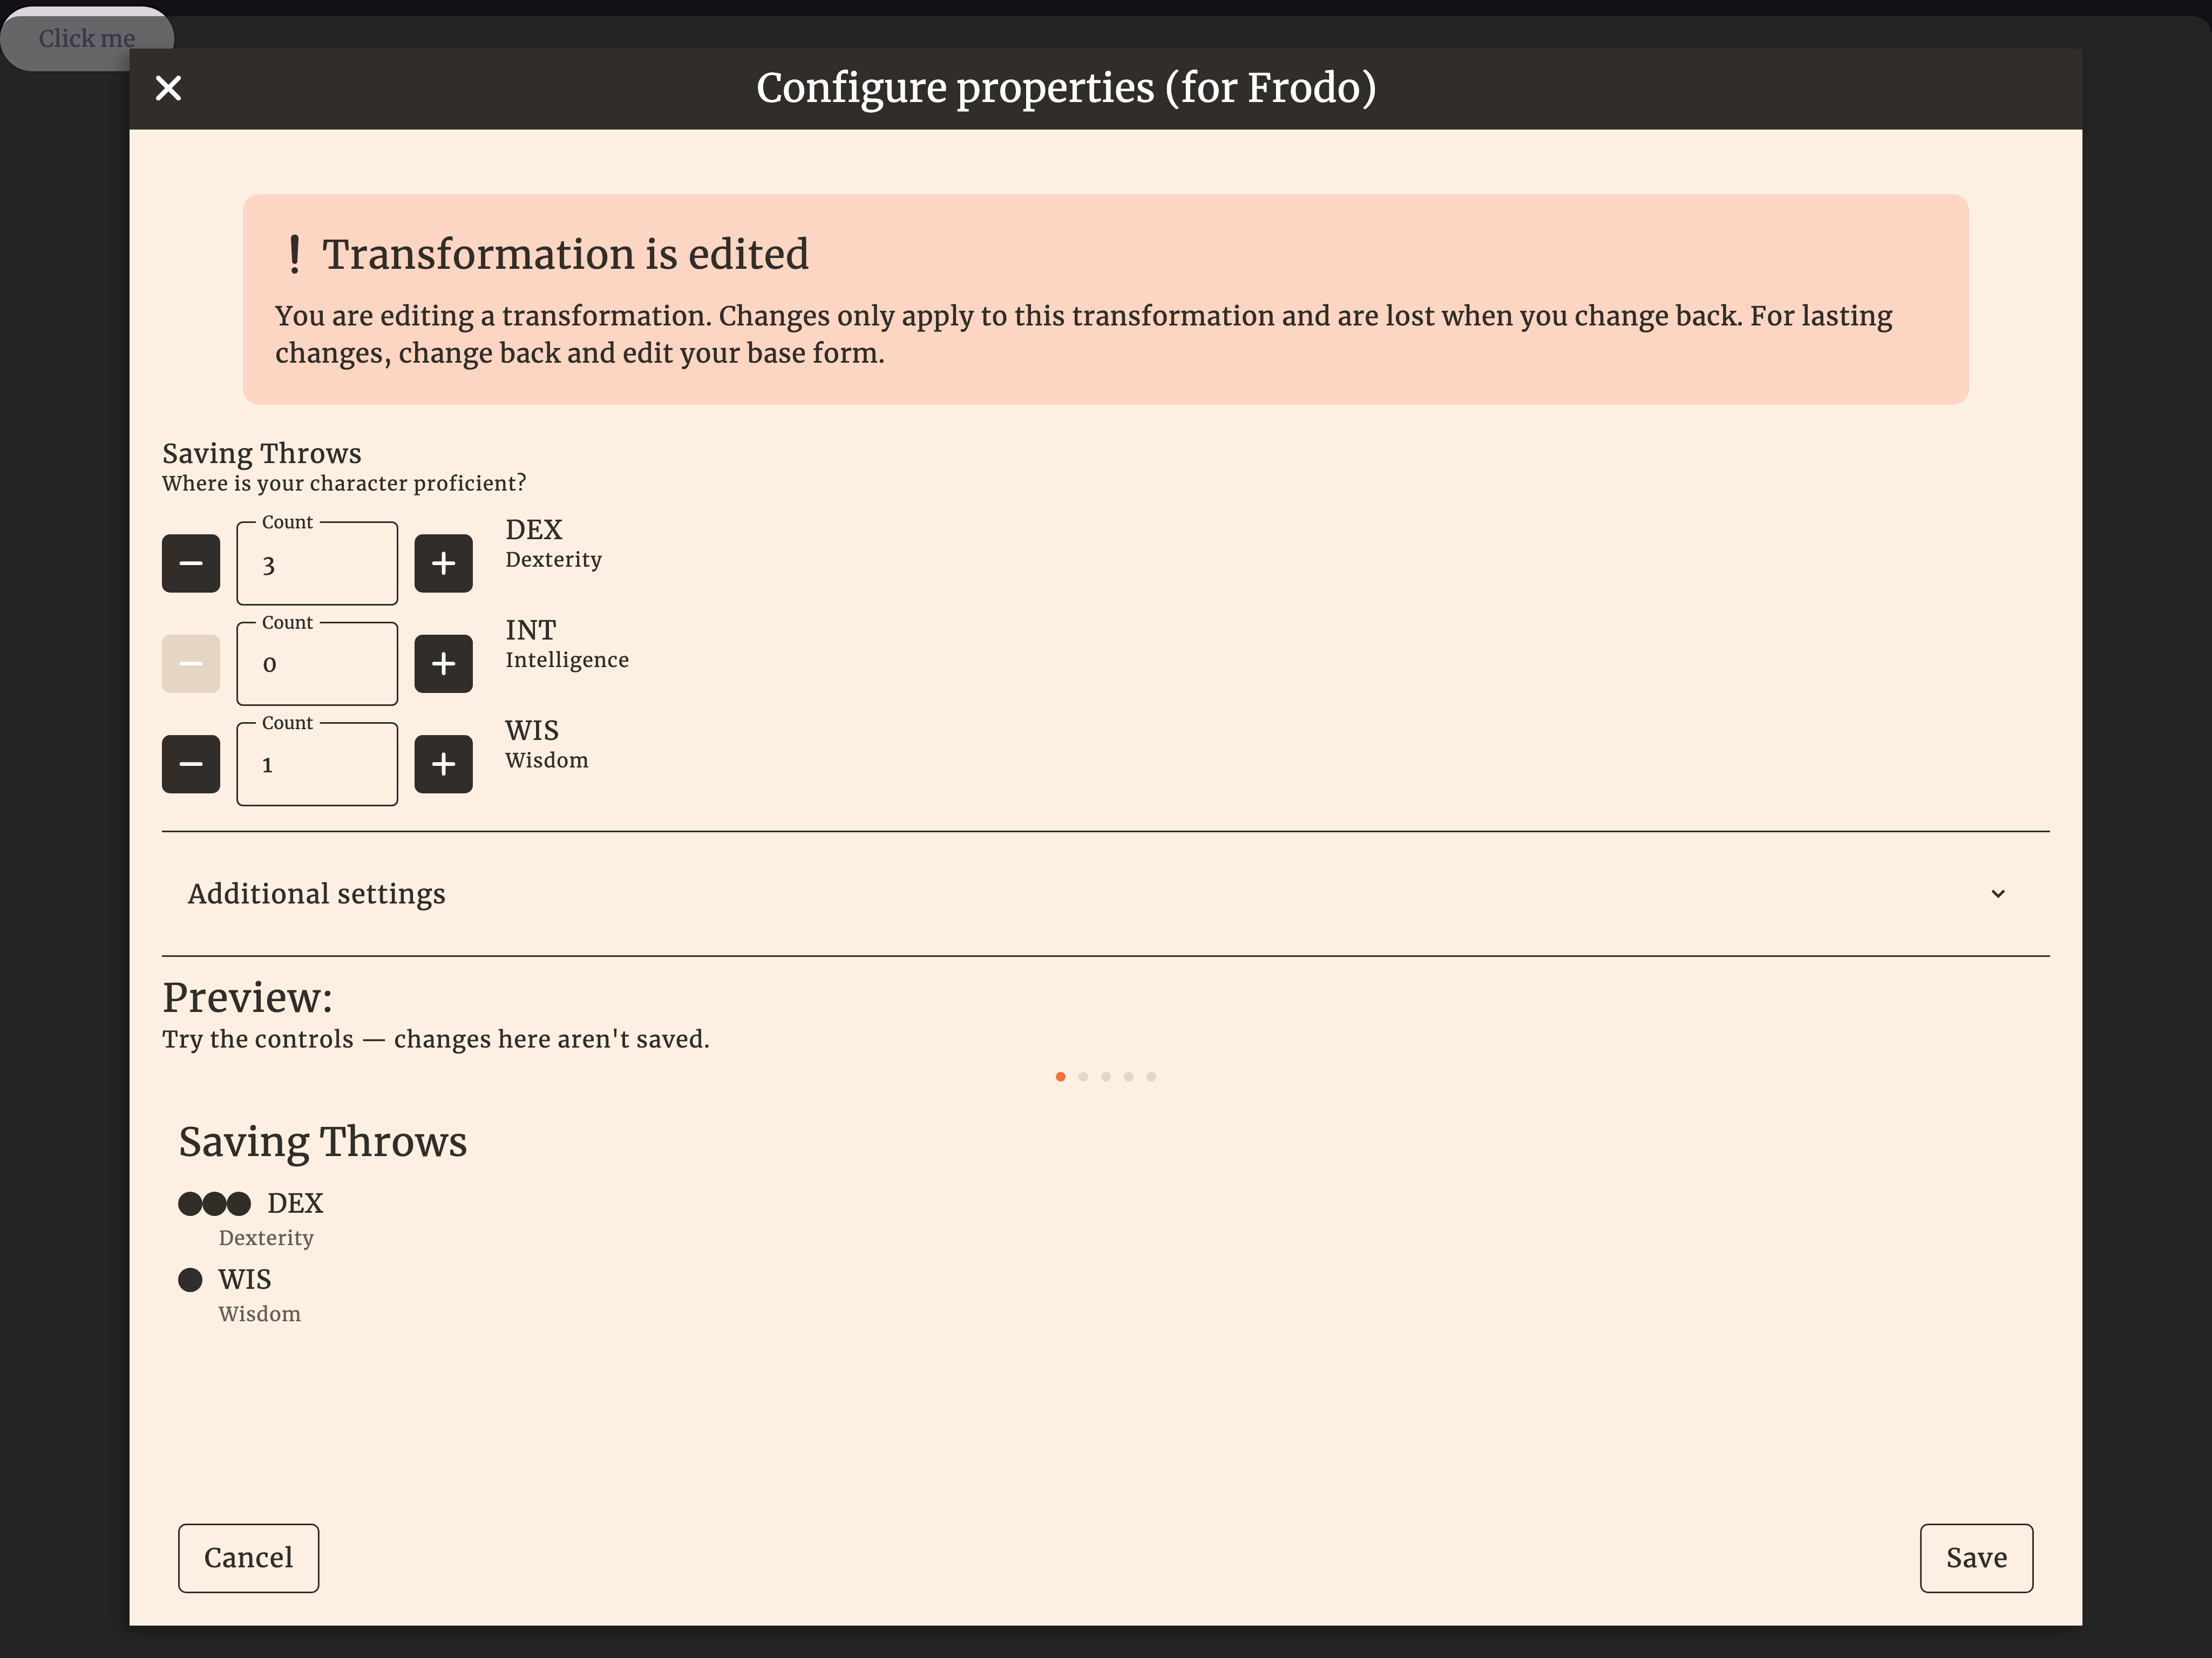 Click me
Configure properties (for Frodo)
! Transformation is edited
You are editing a transformation. Changes only apply to this transformation and are lost when you change back. For lasting
changes, change back and edit your base form.
Saving Throws
Where is your character proficient?
Count
3
DEX
Dexterity
Count
0
INT
Intelligence
Count
1
WIS
Wisdom
Additional settings
Preview:
Try the controls — changes here aren't saved.
Saving Throws
DEX
Dexterity
WIS
Wisdom
Cancel
Save